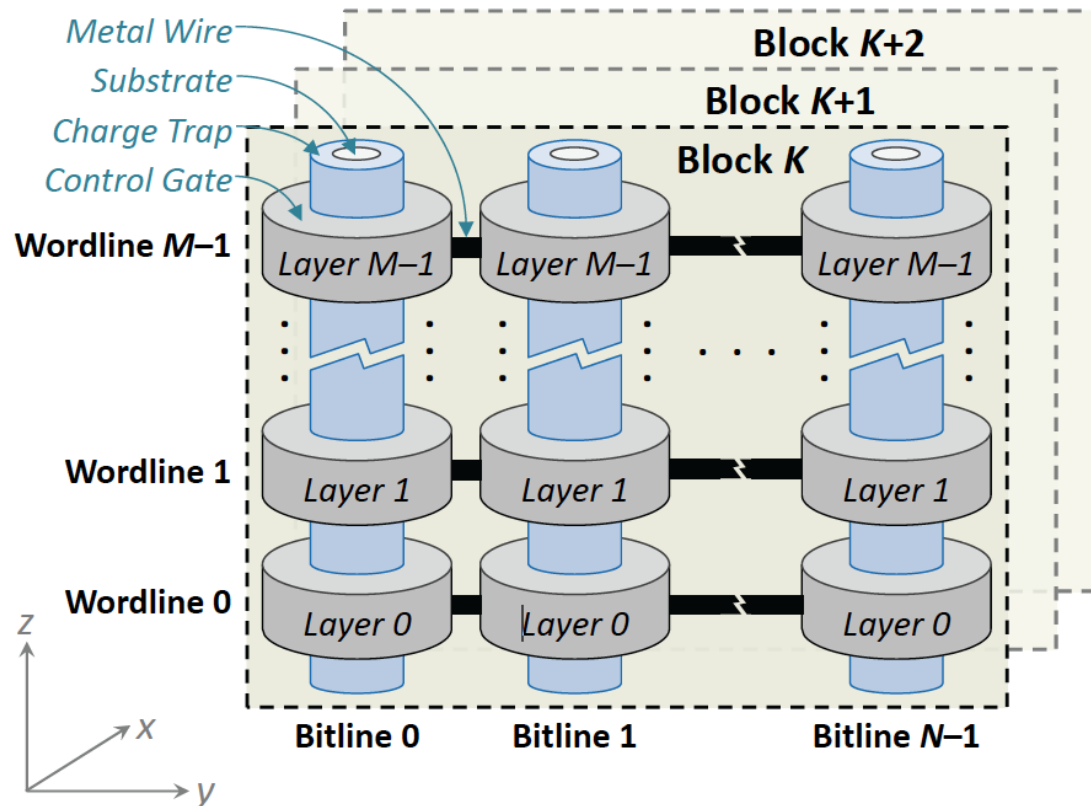 Metal Wire
Substrate
Charge Trap
Control Gate
Block K+2
Block K+1
Block K
Wordline M–1
Layer M–1
Layer M–1
Layer M–1
Wordline 1
Layer 1
Layer 1
Layer 1
Wordline 0
Layer 0
Layer 0
Layer 0
Bitline 0
Bitline 1
Bitline N–1
z
x
y